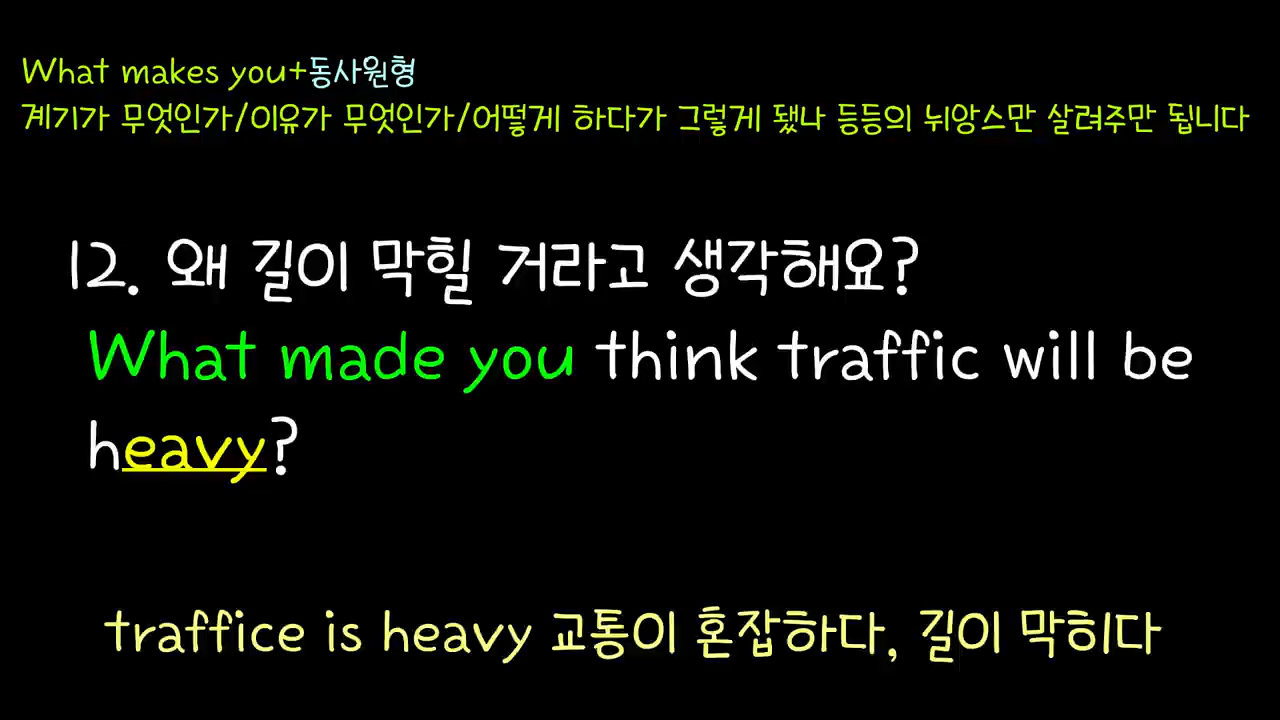 What makes you+동사원형
계기가 무엇인가/이유가 무엇인가/어떻게 하다가 그렇게 됐나 등등의 뉘앙스만 살려주만 됩니다
12. 왜 길이 막힐 거라고 생각해요?
What made you think traffic will be
heavy?
traffice is heavy 교통이 혼잡하다, 길이 막히다